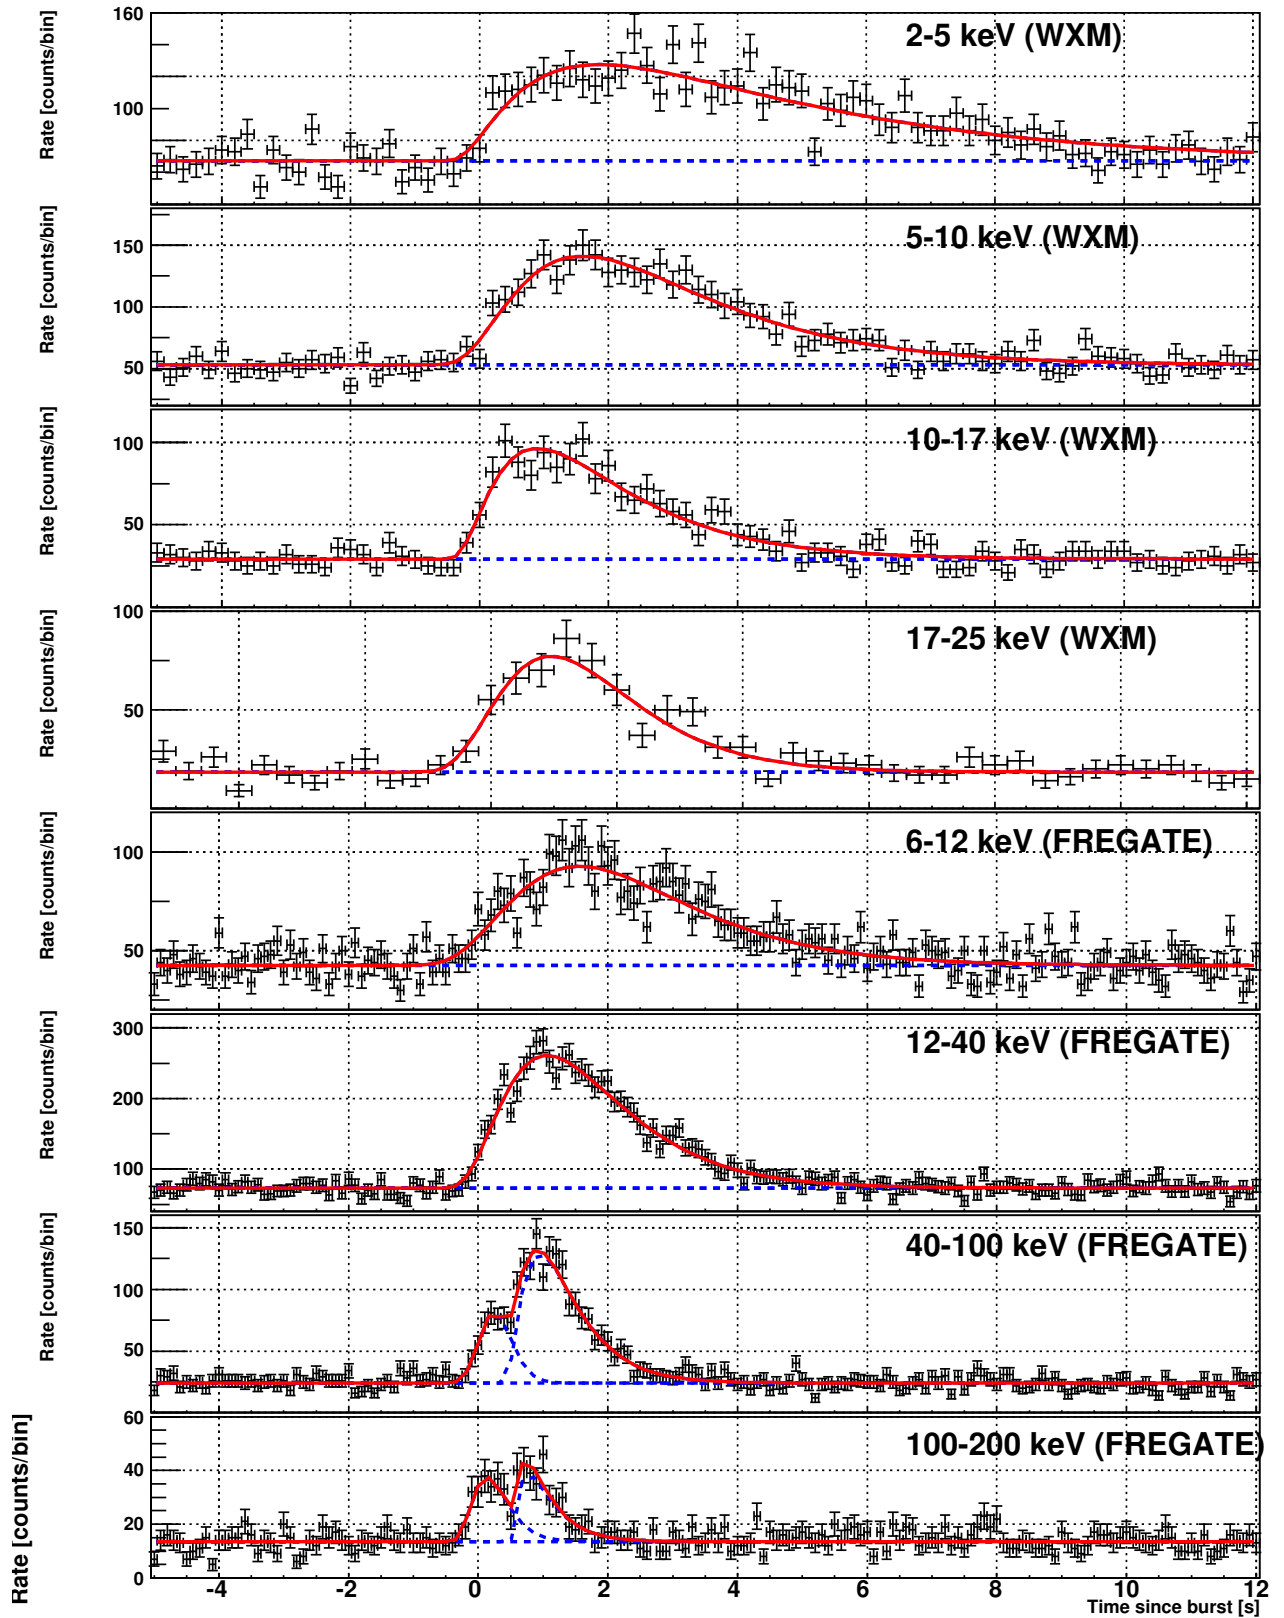 160
100
Rate [counts/bin]
2-5 keV (WXM)
150
100
50
Rate [counts/bin]
5-10 keV (WXM)
100
50
Rate [counts/bin]
10-17 keV (WXM)
100
50
Rate [counts/bin]
17-25 keV (WXM)
100
50
Rate [counts/bin]
6-12 keV (FREGATE)
300
200
100
Rate [counts/bin]
12-40 keV (FREGATE)
150
100
50
Rate [counts/bin]
40-100 keV (FREGATE)
60
40
20
0
Rate [counts/bin]
100-200 keV (FREGATE)
-4 -2 0 2 4 6 8 10 12
Time since burst [s]